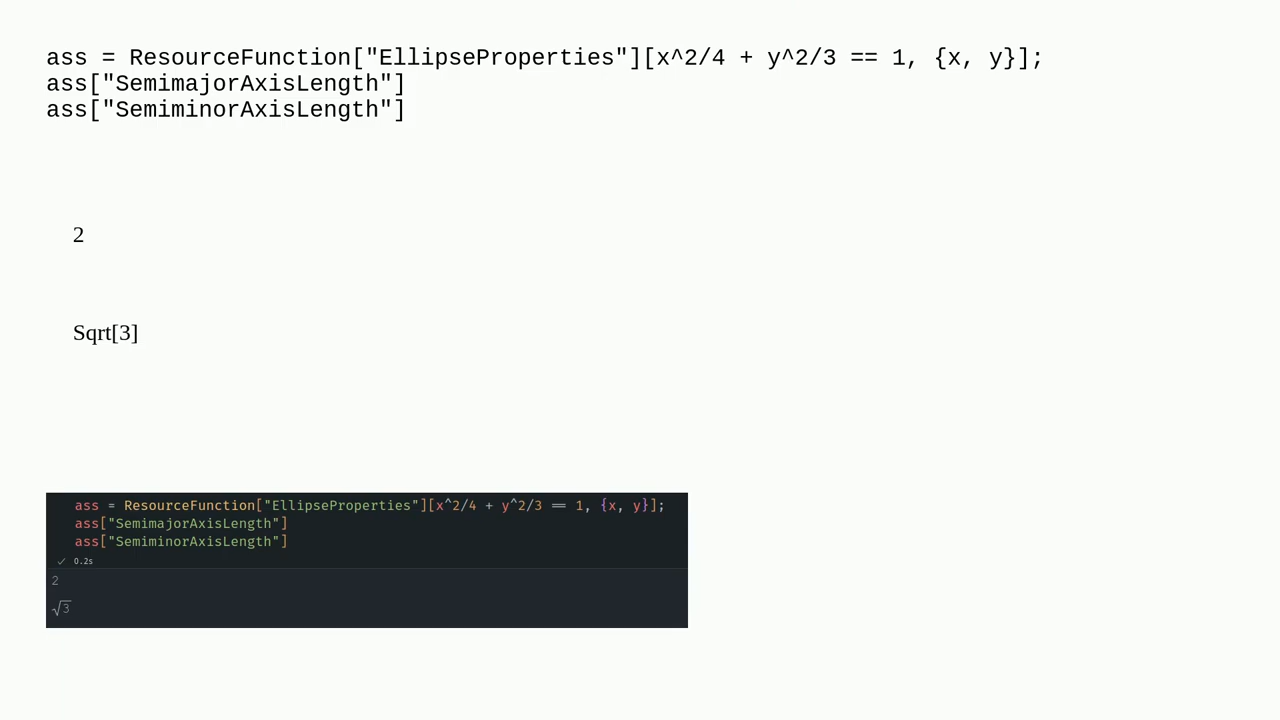 ass = ResourceFunction["EllipseProperties"][x^2/4 + y^2/3 == 1, {x, y}];
ass["SemimajorAxisLength"]
ass["SemiminorAxisLength"]
2
Sqrt[3]
ass = ResourceFunction["EllipseProperties"][x^2/4 + y^2/3 == 1, {x, y}];
ass["SemimajorAxisLength"]
ass["SemiminorAxisLength"]
✓ 0.2s
2
√3